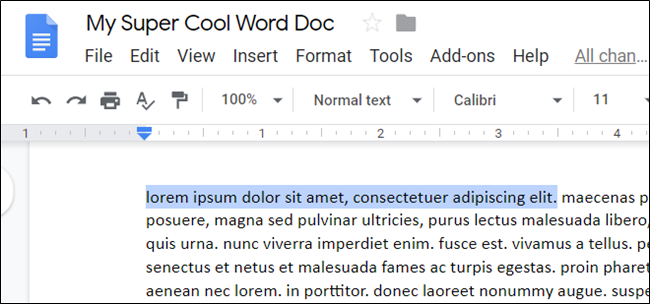 My Super Cool Word Doc
File Edit View Insert Format Tools Add-ons Help All chan...
100% Normal text Calibri 11
1 1 2 3 4
lorem ipsum dolor sit amet, consectetuer adipiscing elit. maecenas p
posuere, magna sed pulvinar ultricies, purus lectus malesuada libero,
quis urna. nunc viverra imperdiet enim. fusce est. vivamus a tellus. pe
senectus et netus et malesuada fames ac turpis egestas. proin pharet
aenean nec lorem. in porttitor. donec laoreet nonummy augue. suspe